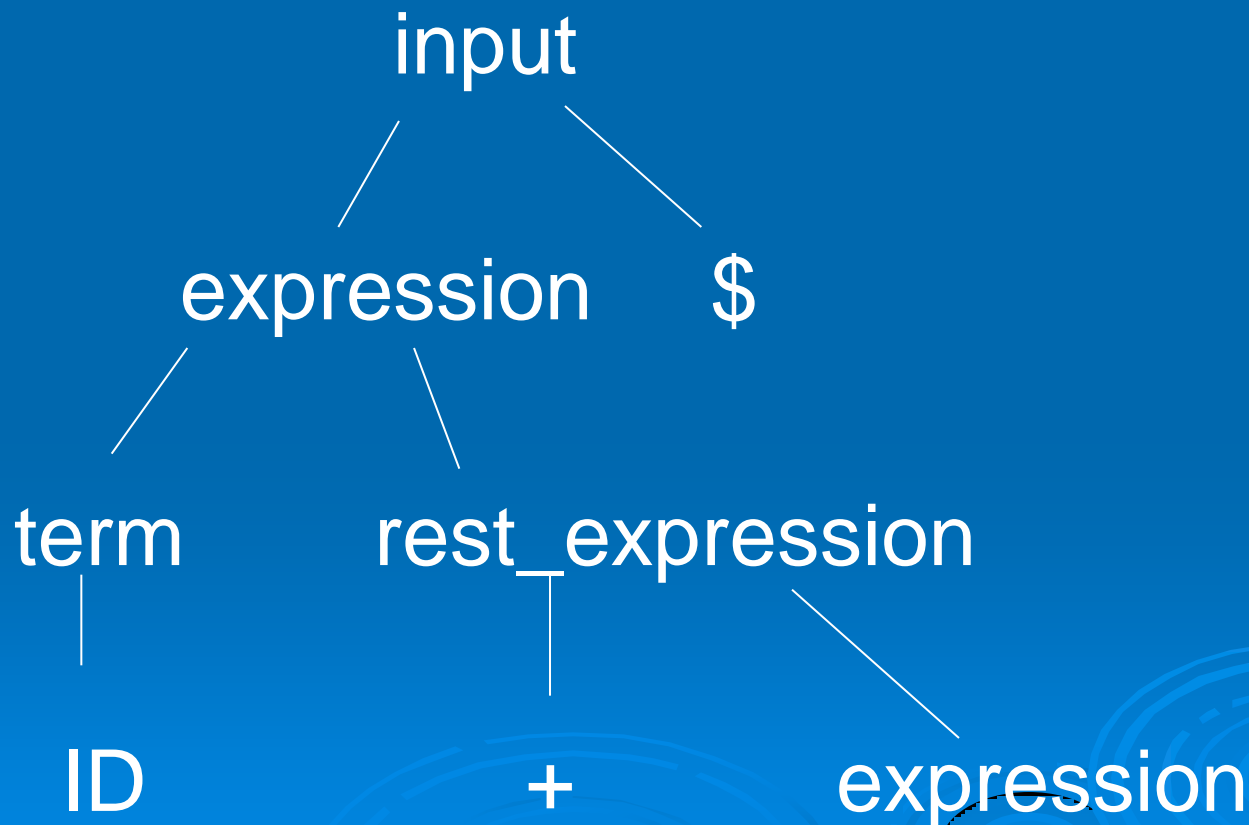 input
expression $
term rest_expression
ID + expression